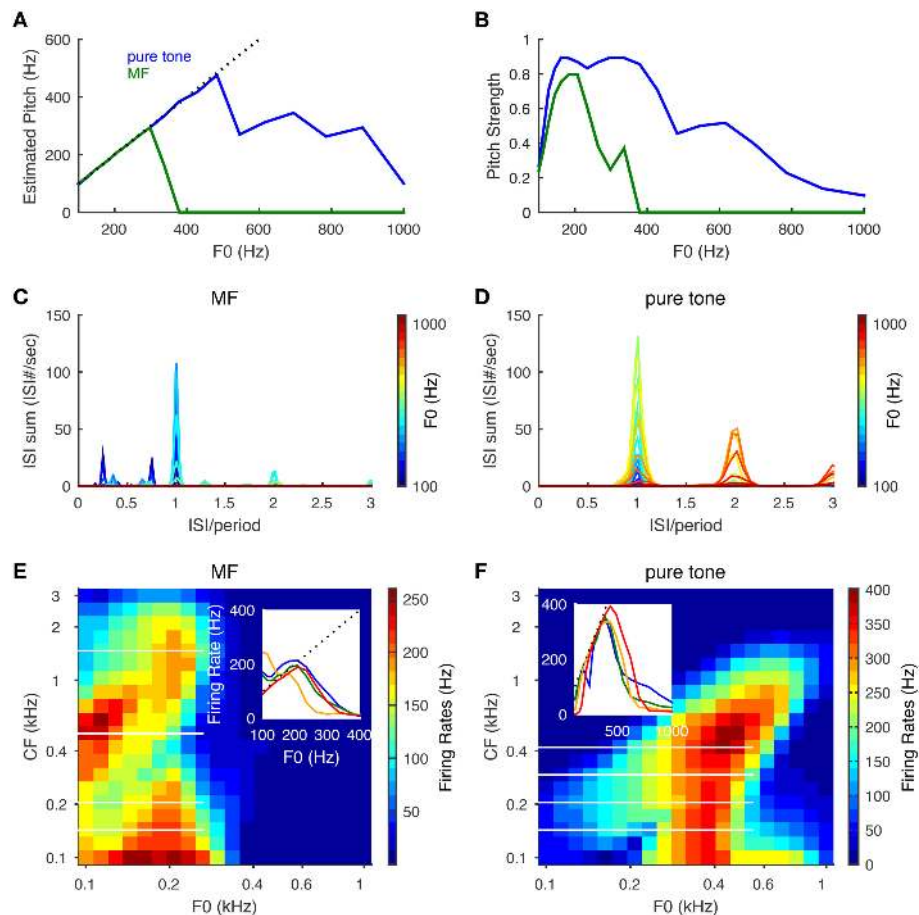 A
600
pure tone
MF
400
200
0
Estimated Pitch (Hz)
200 400 600 800 1000
F0 (Hz)
B
1
0.8
0.6
0.4
0.2
0
Pitch Strength
200 400 600 800 1000
F0 (Hz)
C
MF
150
100
50
0
ISI sum (ISI#/sec)
0 0.5 1 1.5 2 2.5 3
ISI/period
1000
100
F0 (Hz)
D
pure tone
150
100
50
0
ISI sum (ISI#/sec)
0 0.5 1 1.5 2 2.5 3
ISI/period
1000
100
F0 (Hz)
E
MF
3
2
1
0.4
0.2
0.1
CF (kHz)
0.1 0.2 0.4 0.6 1
F0 (kHz)
400
200
0
Firing Rate (Hz)
100 200 300 400
F0 (Hz)
250
200
150
100
50
Firing Rates (Hz)
F
pure tone
3
2
1
0.4
0.2
0.1
CF (kHz)
0.1 0.2 0.4 0.6 1
F0 (kHz)
400
200
0
500 1000
400
350
300
250
200
150
100
50
0
Firing Rates (Hz)